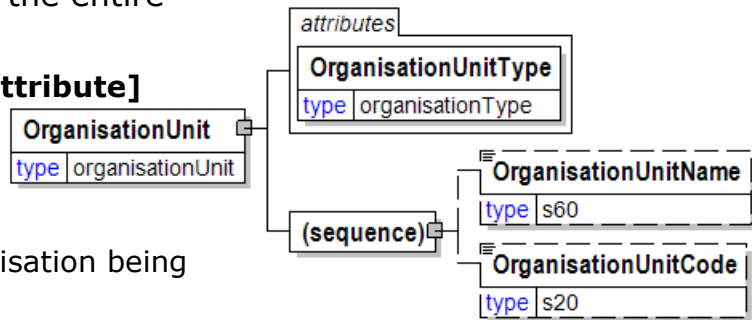 the entire
attributes
OrganisationUnitType
type organisationType
ttribute]
OrganisationUnit
type organisationUnit
OrganisationUnitName
type s60
(sequence)
isation being
OrganisationUnitCode
type s20